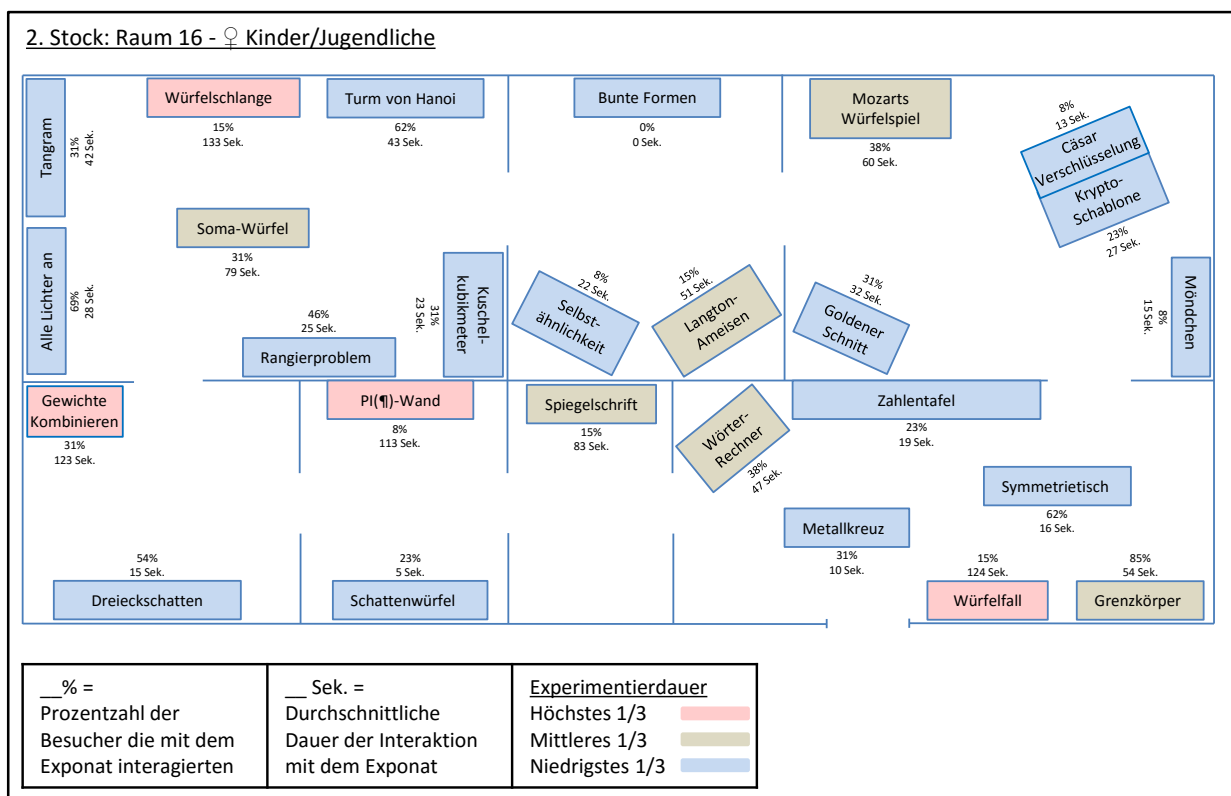 2. Stock: Raum 16 - ♀ Kinder/Jugendliche
Tangram
31%
42 Sek.
Würfelschlange
15%
133 Sek.
Turm von Hanoi
62%
43 Sek.
Bunte Formen
0%
0 Sek.
Mozarts
Würfelspiel
38%
60 Sek.
8%
13 Sek.
Cäsar
Verschlüsselung
Krypto-
Schablone
23%
27 Sek.
Soma-Würfel
31%
79 Sek.
Alle Lichter an
69%
28 Sek.
46%
25 Sek.
Rangierproblem
Kuschel-
kubikmeter
31%
23 Sek.
8%
22 Sek.
Selbst-
ähnlichkeit
15%
51 Sek.
Langton-
Ameisen
31%
32 Sek.
Goldener
Schnitt
Möndchen
8%
15 Sek.
Gewichte
Kombinieren
31%
123 Sek.
PI(¶)-Wand
8%
113 Sek.
Spiegelschrift
15%
83 Sek.
Wörter-
Rechner
38%
47 Sek.
Zahlentafel
23%
19 Sek.
Symmetrietisch
62%
16 Sek.
Metallkreuz
31%
10 Sek.
54%
15 Sek.
Dreieckschatten
23%
5 Sek.
Schattenwürfel
15%
124 Sek.
Würfelfall
85%
54 Sek.
Grenzkörper
__% =
Prozentzahl der
Besucher die mit dem
Exponat interagierten
__ Sek. =
Durchschnittliche
Dauer der Interaktion
mit dem Exponat
Experimentierdauer
Höchstes 1/3
Mittleres 1/3
Niedrigstes 1/3